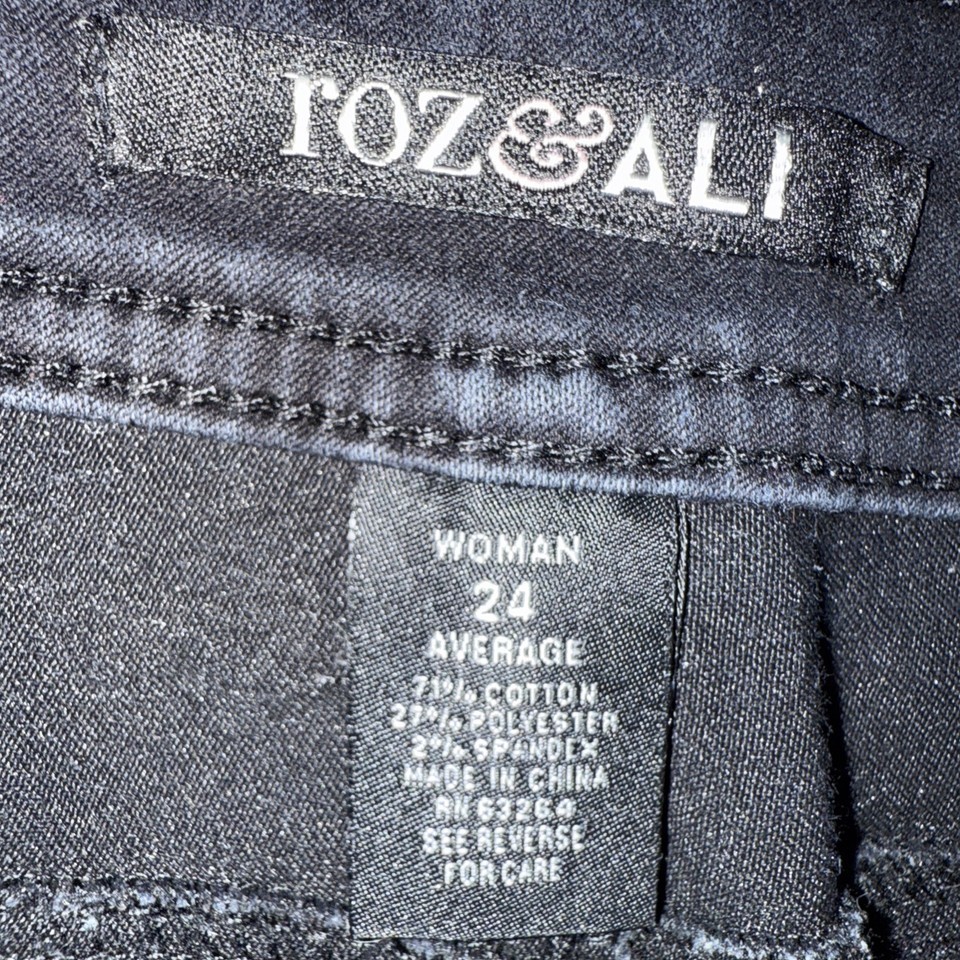 roz&ALI
WOMAN
24
AVERAGE
71% COTTON
27% POLYESTER
2% SPANDEX
MADE IN CHINA
RN 63264
SEE REVERSE
FOR CARE